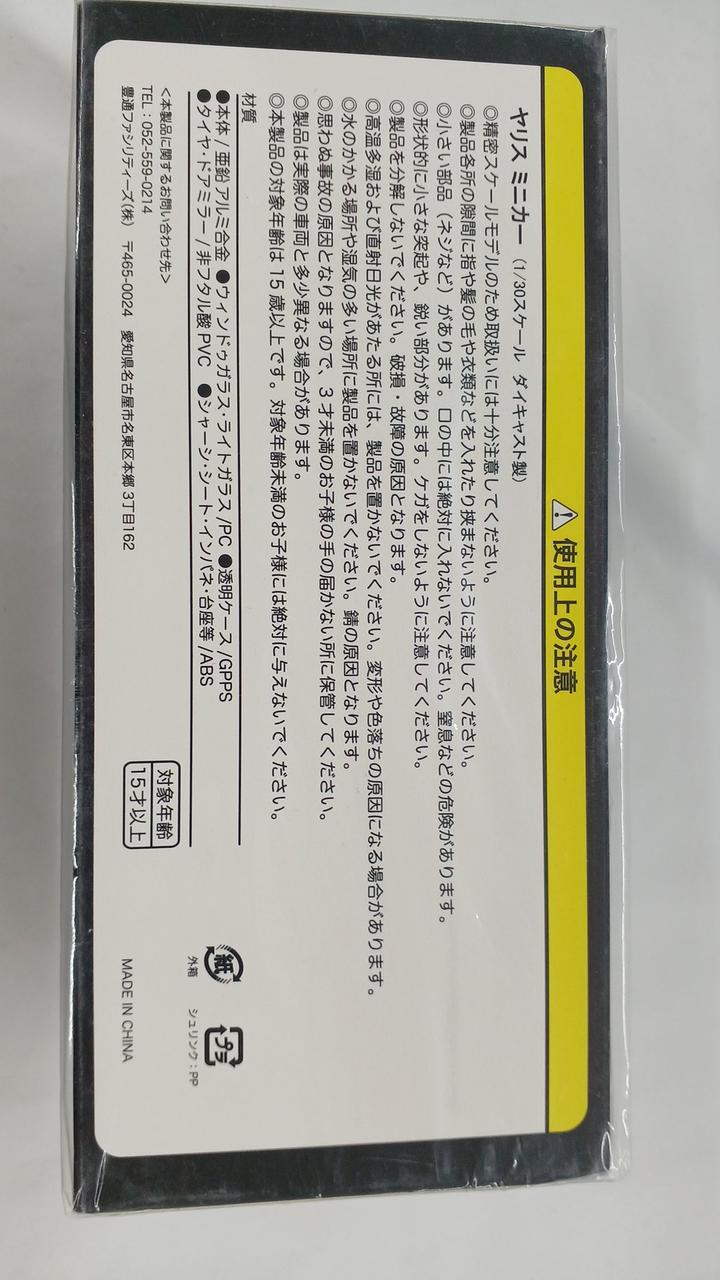 ⚠使用上の注意
ヤリス ミニカー（1/30スケール ダイキャスト製）
◎精密スケールモデルのため取扱いには十分注意してください。
◎製品各所の隙間に指や髪の毛や衣類などを入れたり挟まないように注意してください。
◎小さい部品（ネジなど）があります。口の中には絶対に入れないでください。窒息などの危険があります。
◎形状的に小さな突起や、鋭い部分があります。ケガをしないように注意してください。
◎製品を分解しないでください。破損・故障の原因となります。
◎高温多湿および直射日光があたる所には、製品を置かないでください。変形や色落ちの原因になる場合があります。
◎水のかかる場所や湿気の多い場所に製品を置かないでください。錆の原因となります。
◎思わぬ事故の原因となりますので、3才未満のお子様の手の届かない所に保管してください。
◎製品は実際の車両と多少異なる場合があります。
◎本製品の対象年齢は15歳以上です。対象年齢未満のお子様には絶対に与えないでください。
材質
●本体/亜鉛アルミ合金 ●ウィンドゥガラス・ライトガラス/PC ●透明ケース/GPPS
●タイヤ・ドアミラー/非フタル酸PVC ●シャーシ・シート・インパネ・台座等/ABS
<本製品に関するお問い合わせ先>
TEL：052-559-0214
豊通ファシリティーズ(株) 〒465-0024 愛知県名古屋市名東区本郷3丁目162
対象年齢
15才以上
紙
外箱
プラ
シュリンク：PP
MADE IN CHINA